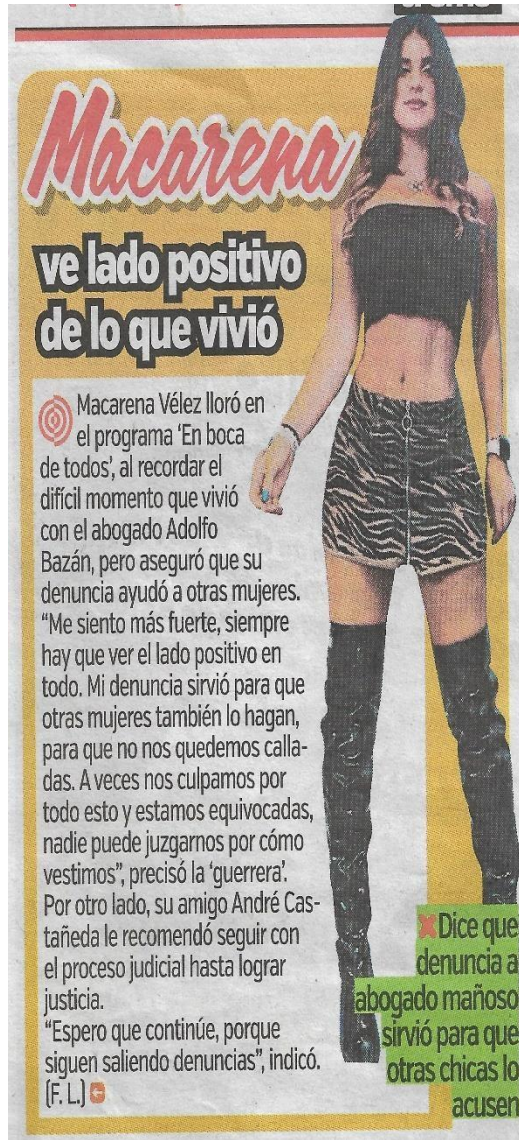 Macarena
ve lado positivo
de lo que vivió
Macarena Vélez lloró en
el programa ‘En boca
de todos’, al recordar el
difícil momento que vivió
con el abogado Adolfo
Bazán, pero aseguró que su
denuncia ayudó a otras mujeres.
“Me siento más fuerte, siempre
hay que ver el lado positivo en
todo. Mi denuncia sirvió para que
otras mujeres también lo hagan,
para que no nos quedemos calla-
das. A veces nos culpamos por
todo esto y estamos equivocadas,
nadie puede juzgarnos por cómo
vestimos”, precisó la ‘guerrera’.
Por otro lado, su amigo André Cas-
tañeda le recomendó seguir con
el proceso judicial hasta lograr
justicia.
“Espero que continúe, porque
siguen saliendo denuncias”, indicó.
(F. L.)
Dice que
denuncia a
abogado mañoso
sirvió para que
otras chicas lo
acusen